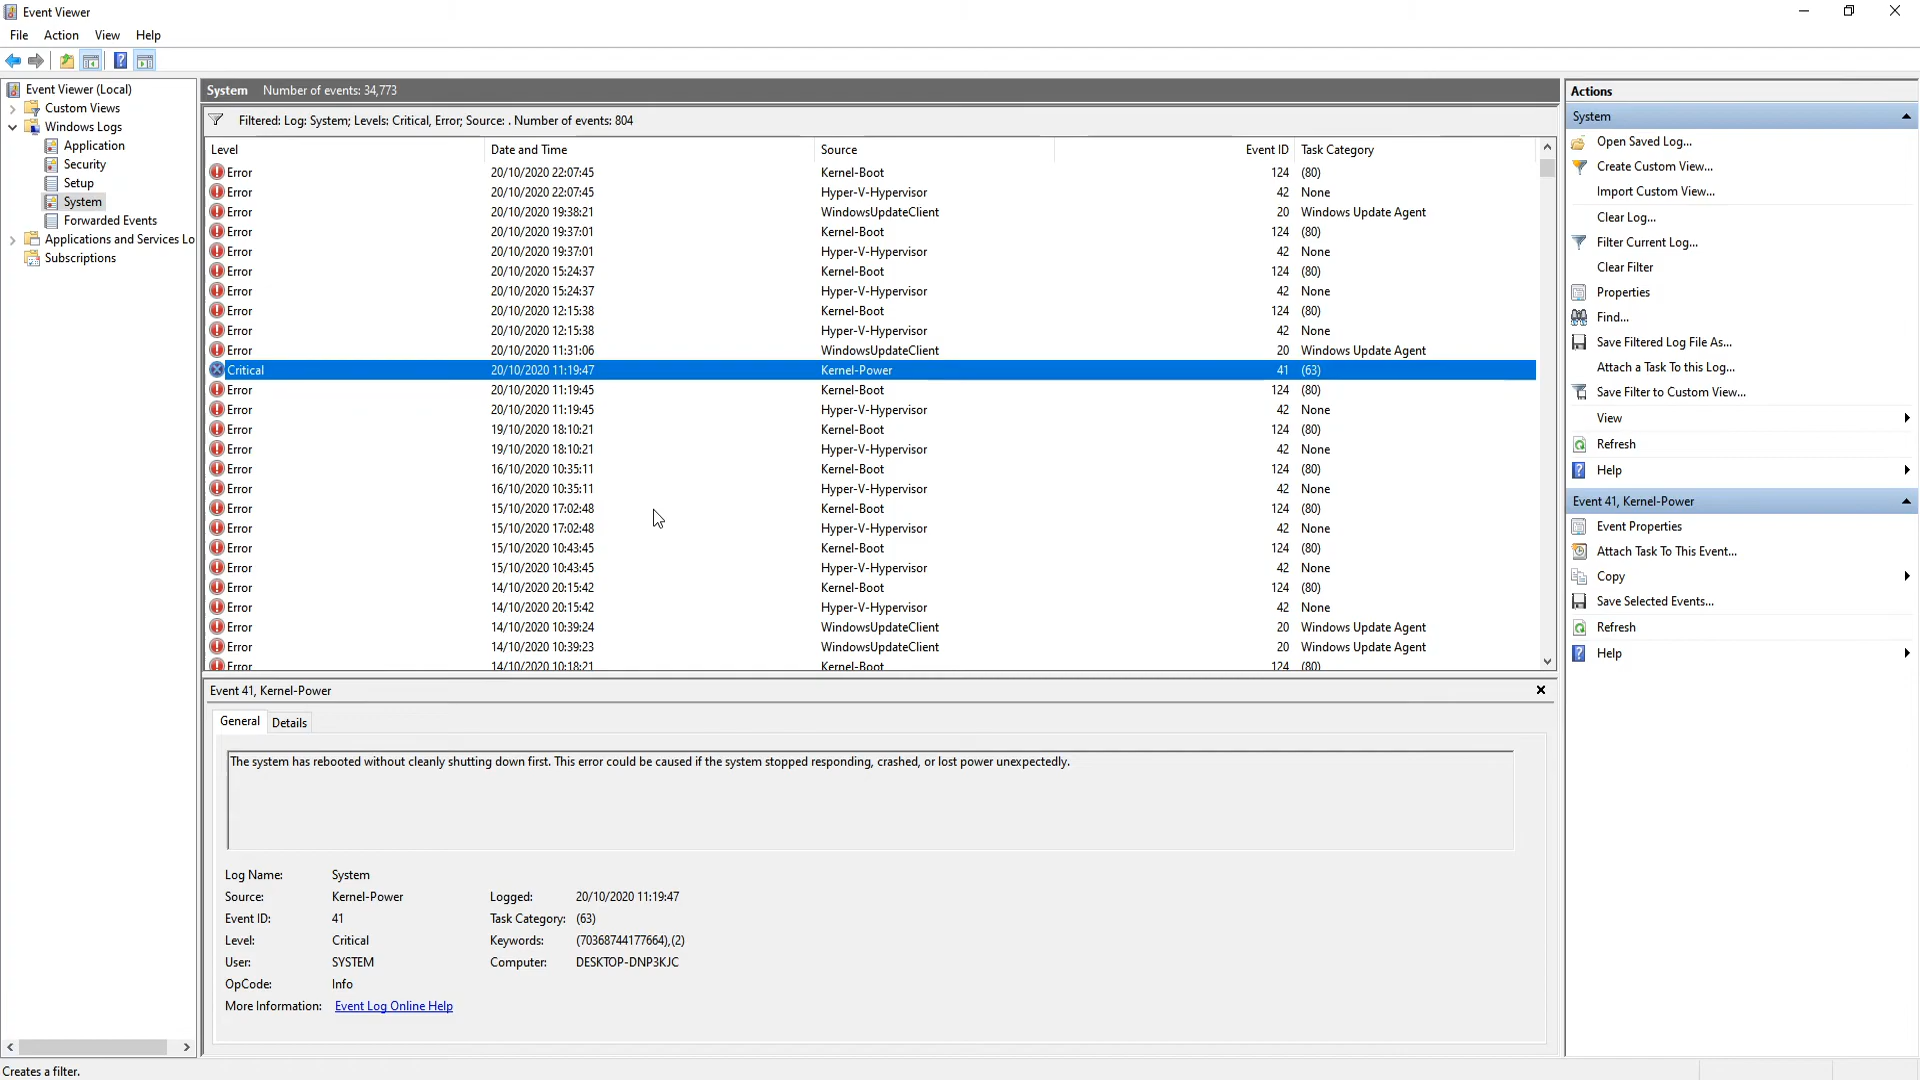 Event Viewer
File Action View Help
Event Viewer (Local)
Custom Views
Windows Logs
Application
Security
Setup
System
Forwarded Events
Applications and Services Lo
Subscriptions
System Number of events: 34,773
Filtered: Log: System; Levels: Critical, Error; Source: . Number of events: 804
Level Date and Time Source Event ID Task Category
Error 20/10/2020 22:07:45 Kernel-Boot 124 (80)
Error 20/10/2020 22:07:45 Hyper-V-Hypervisor 42 None
Error 20/10/2020 19:38:21 WindowsUpdateClient 20 Windows Update Agent
Error 20/10/2020 19:37:01 Kernel-Boot 124 (80)
Error 20/10/2020 19:37:01 Hyper-V-Hypervisor 42 None
Error 20/10/2020 15:24:37 Kernel-Boot 124 (80)
Error 20/10/2020 15:24:37 Hyper-V-Hypervisor 42 None
Error 20/10/2020 12:15:38 Kernel-Boot 124 (80)
Error 20/10/2020 12:15:38 Hyper-V-Hypervisor 42 None
Error 20/10/2020 11:31:06 WindowsUpdateClient 20 Windows Update Agent
Critical 20/10/2020 11:19:47 Kernel-Power 41 (63)
Error 20/10/2020 11:19:45 Kernel-Boot 124 (80)
Error 20/10/2020 11:19:45 Hyper-V-Hypervisor 42 None
Error 19/10/2020 18:10:21 Kernel-Boot 124 (80)
Error 19/10/2020 18:10:21 Hyper-V-Hypervisor 42 None
Error 16/10/2020 10:35:11 Kernel-Boot 124 (80)
Error 16/10/2020 10:35:11 Hyper-V-Hypervisor 42 None
Error 15/10/2020 17:02:48 Kernel-Boot 124 (80)
Error 15/10/2020 17:02:48 Hyper-V-Hypervisor 42 None
Error 15/10/2020 10:43:45 Kernel-Boot 124 (80)
Error 15/10/2020 10:43:45 Hyper-V-Hypervisor 42 None
Error 14/10/2020 20:15:42 Kernel-Boot 124 (80)
Error 14/10/2020 20:15:42 Hyper-V-Hypervisor 42 None
Error 14/10/2020 10:39:24 WindowsUpdateClient 20 Windows Update Agent
Error 14/10/2020 10:39:23 WindowsUpdateClient 20 Windows Update Agent
Error 14/10/2020 10:18:21 Kernel-Boot 124 (80)
Event 41, Kernel-Power
General Details
The system has rebooted without cleanly shutting down first. This error could be caused if the system stopped responding, crashed, or lost power unexpectedly.
Log Name: System
Source: Kernel-Power Logged: 20/10/2020 11:19:47
Event ID: 41 Task Category: (63)
Level: Critical Keywords: (70368744177664),(2)
User: SYSTEM Computer: DESKTOP-DNP3KJC
OpCode: Info
More Information: Event Log Online Help
Actions
System
Open Saved Log...
Create Custom View...
Import Custom View...
Clear Log...
Filter Current Log...
Clear Filter
Properties
Find...
Save Filtered Log File As...
Attach a Task To this Log...
Save Filter to Custom View...
View
Refresh
Help
Event 41, Kernel-Power
Event Properties
Attach Task To This Event...
Copy
Save Selected Events...
Refresh
Help
Creates a filter.